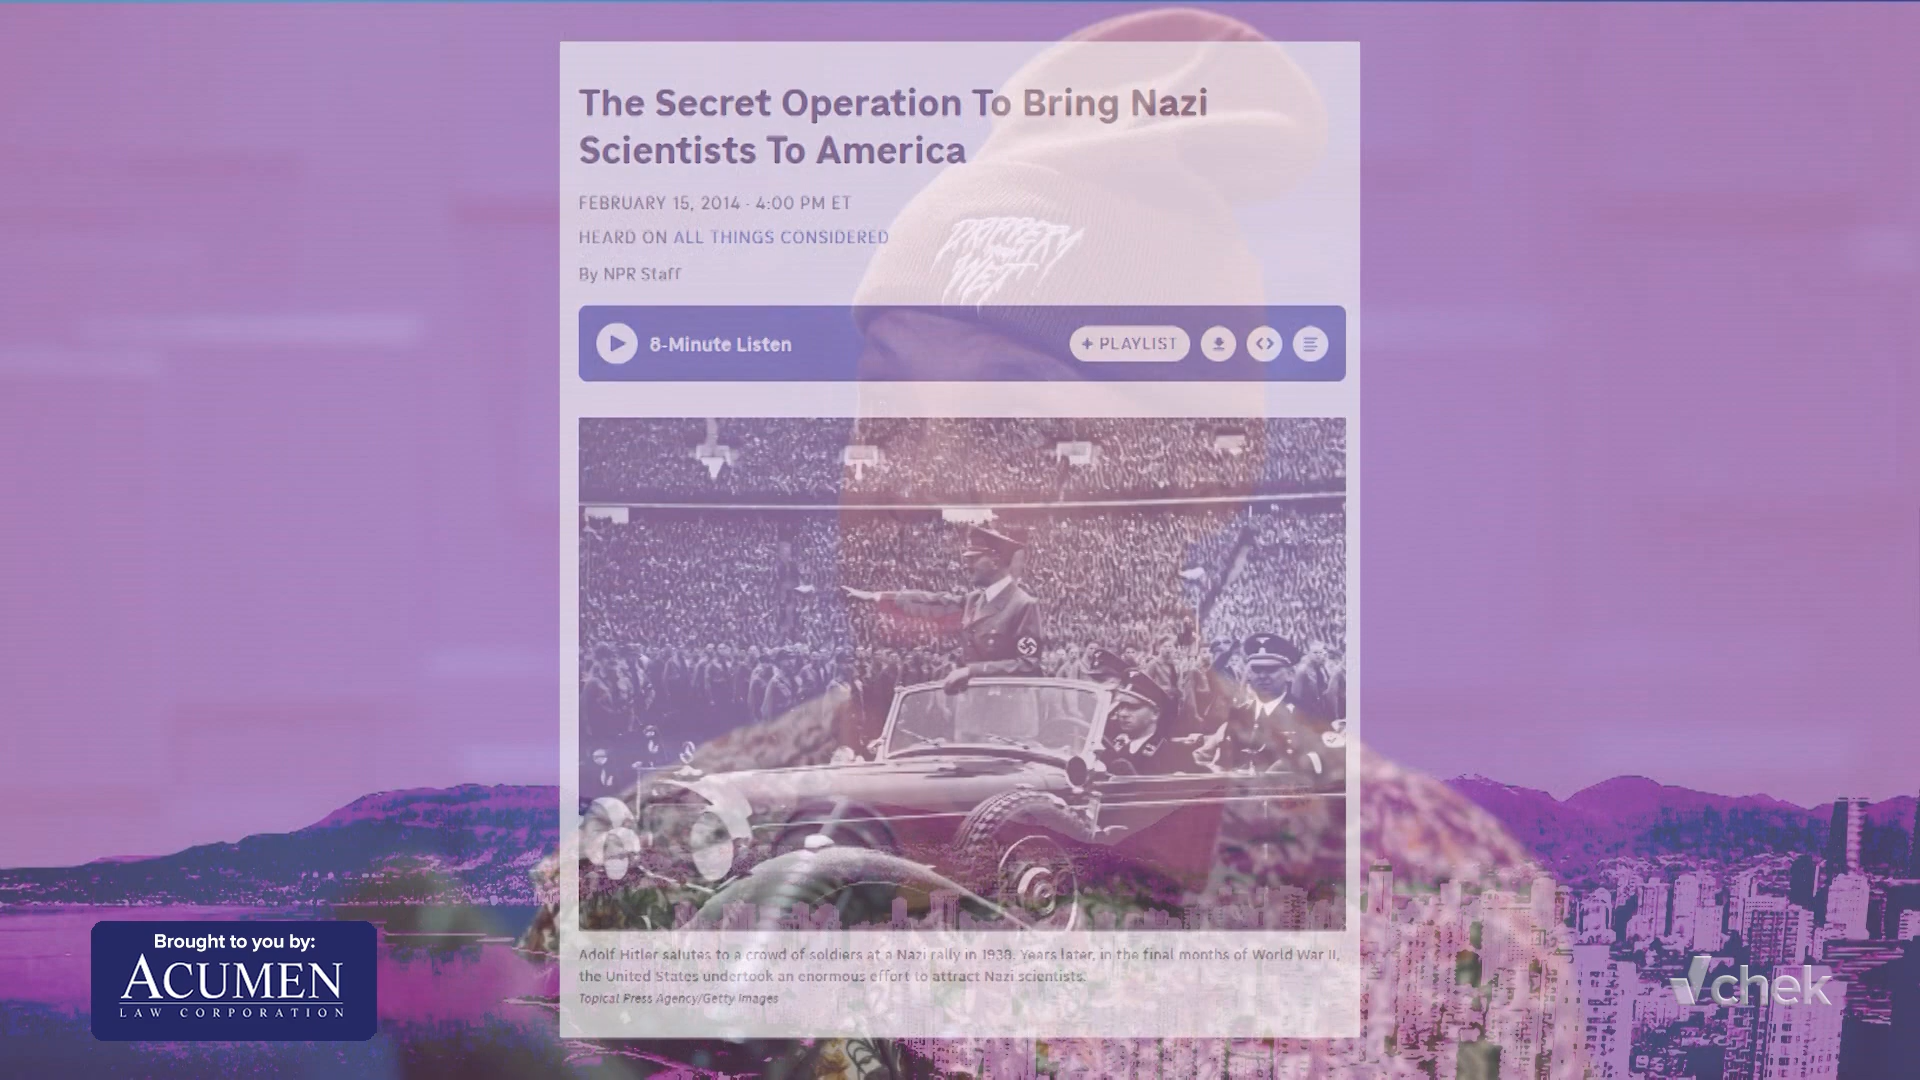 The Secret Operation To Bring Nazi
Scientists To America
FEBRUARY 15, 2014 · 4:00 PM ET
HEARD ON ALL THINGS CONSIDERED
By NPR Staff
8-Minute Listen
+ PLAYLIST
Adolf Hitler salutes to a crowd of soldiers at a Nazi rally in 1938. Years later, in the final months of World War II,
the United States undertook an enormous effort to attract Nazi scientists.
Topical Press Agency/Getty Images
Brought to you by:
ACUMEN
LAW CORPORATION
chek